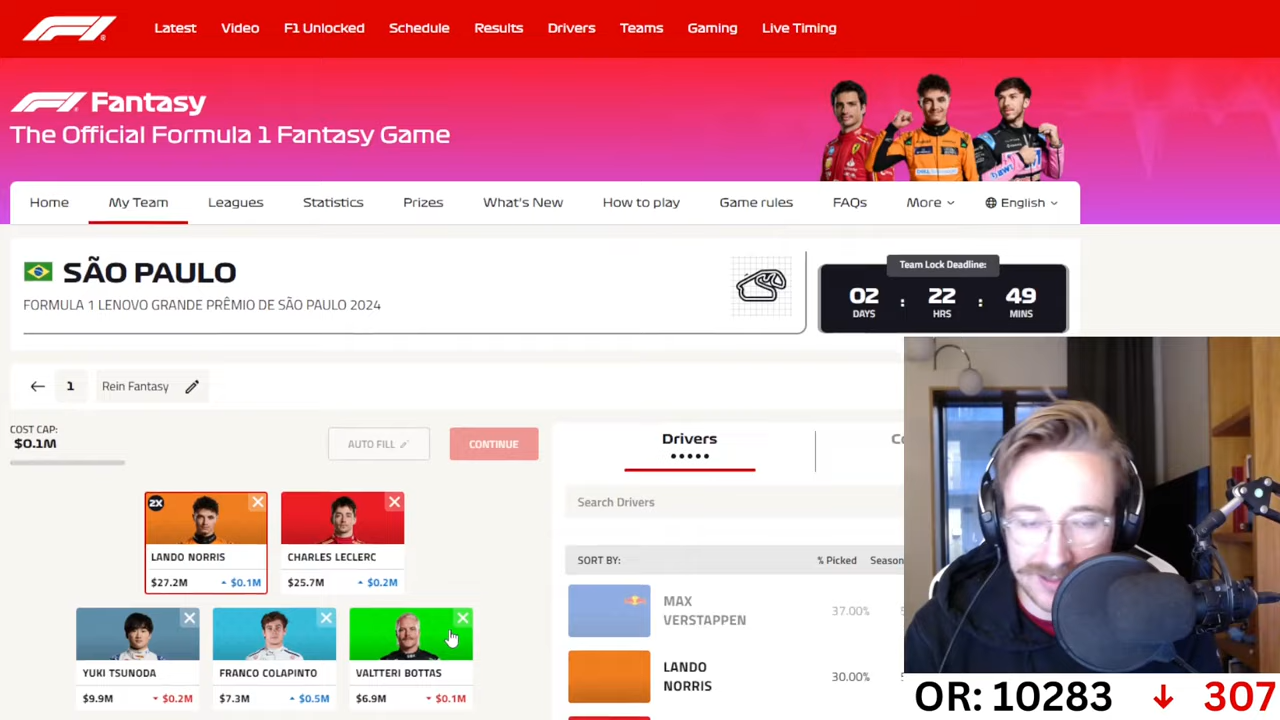 Latest Video F1 Unlocked Schedule Results Drivers Teams Gaming Live Timing
F1 Fantasy
The Official Formula 1 Fantasy Game
Home My Team Leagues Statistics Prizes What's New How to play Game rules FAQs More English
SÃO PAULO
FORMULA 1 LENOVO GRANDE PRÊMIO DE SÃO PAULO 2024
Team Lock Deadline:
02 : 22 : 49
DAYS HRS MINS
1 Rein Fantasy
COST CAP:
$0.1M
AUTO FILL
CONTINUE
Drivers
Search Drivers
SORT BY: % Picked Season
2X
LANDO NORRIS
$27.2M $0.1M
CHARLES LECLERC
$25.7M $0.2M
YUKI TSUNODA
$9.9M $0.2M
FRANCO COLAPINTO
$7.3M $0.5M
VALTTERI BOTTAS
$6.9M $0.1M
MAX
VERSTAPPEN
37.00%
LANDO
NORRIS
30.00%
OR: 10283 ↓ 307